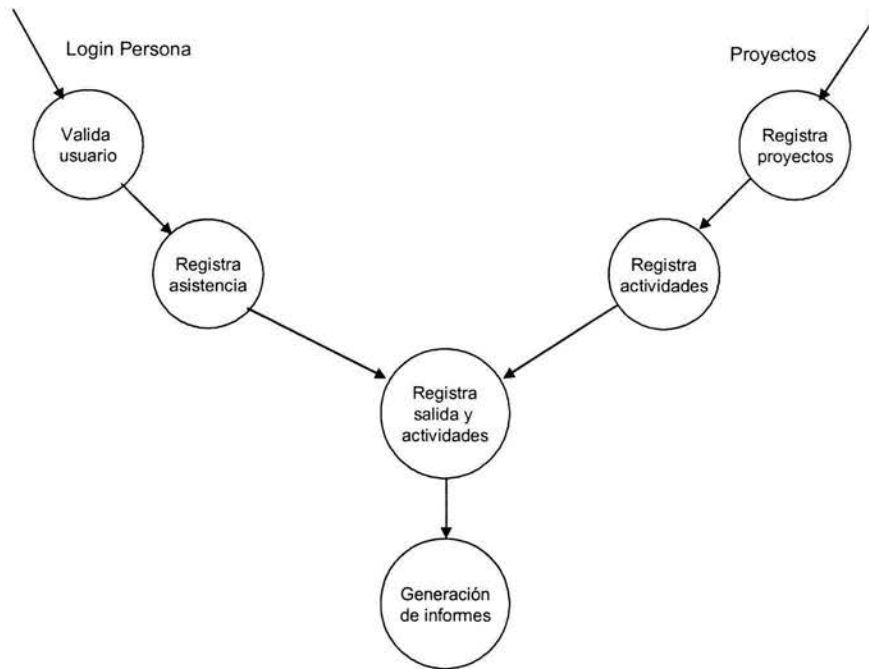 Login Persona
Proyectos
Valida
usuario
Registra
proyectos
Registra
asistencia
Registra
actividades
Registra
salida y
actividades
Generación
de informes